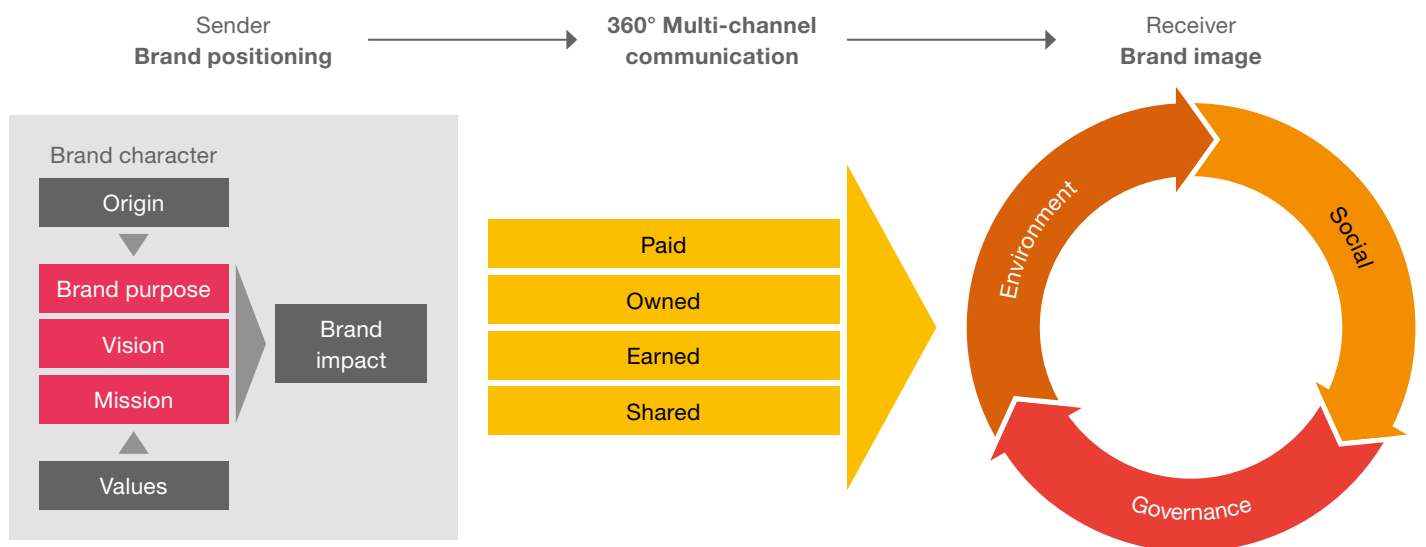 Sender
Brand positioning
360° Multi-channel
communication
Receiver
Brand image
Brand character
Origin
Brand purpose
Vision
Mission
Values
Brand
impact
Paid
Owned
Earned
Shared
Environment
Social
Governance